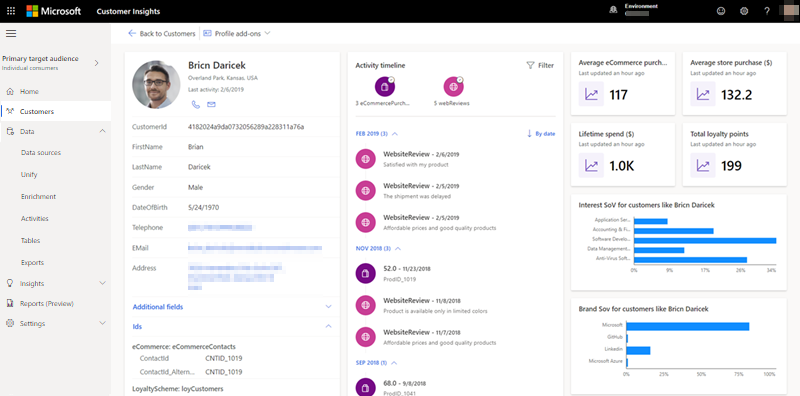 Microsoft Customer Insights
Environment
Primary target audience
Individual consumers
Home
Customers
Data
Data sources
Unify
Enrichment
Activities
Tables
Exports
Insights
Reports (Preview)
Settings
Back to Customers
Profile add-ons
Bricn Daricek
Overland Park, Kansas, USA
Last activity: 2/6/2019
CustomerId 4182024a9da0732056289a228311a76a
FirstName Brian
LastName Daricek
Gender Male
DateOfBirth 5/24/1970
Telephone
EMail
Address
Additional fields
Ids
eCommerce: eCommerceContacts
ContactId CNTID_1019
ContactId_Altern... CNTID_1019
LoyaltyScheme: loyCustomers
Activity timeline
Filter
3 eCommercePurch...
5 webReviews
FEB 2019 (3)
By date
WebsiteReview - 2/6/2019
Satisfied with my product
WebsiteReview - 2/5/2019
The shipment was delayed
WebsiteReview - 2/5/2019
Affordable prices and good quality products
NOV 2018 (3)
52.0 - 11/23/2018
ProdID_1019
WebsiteReview - 11/8/2018
Product is available only in limited colors
WebsiteReview - 11/7/2018
Affordable prices and good quality products
SEP 2018 (1)
68.0 - 9/8/2018
ProdID_1041
Average eCommerce purch...
Last updated an hour ago
117
Average store purchase ($)
Last updated an hour ago
132.2
Lifetime spend ($)
Last updated an hour ago
1.0K
Total loyalty points
Last updated an hour ago
199
Interest SoV for customers like Bricn Daricek
Application Ser...
Accounting & Fi...
Software Develo...
Data Management...
Anti-Virus Soft...
0% 9% 17% 26% 34%
Brand Sov for customers like Bricn Daricek
Microsoft
GitHub
LinkedIn
Microsoft Azure
0% 25% 50% 75% 100%